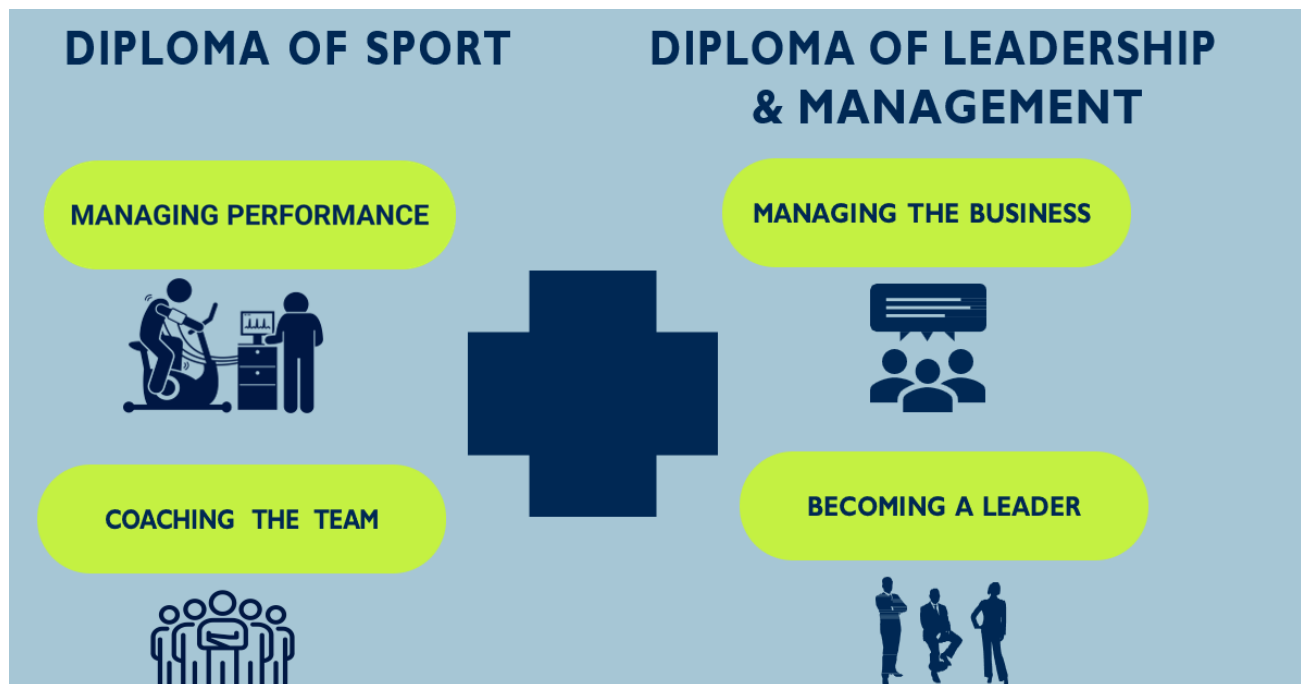 DIPLOMA OF SPORT
DIPLOMA OF LEADERSHIP
& MANAGEMENT
MANAGING PERFORMANCE
MANAGING THE BUSINESS
COACHING THE TEAM
BECOMING A LEADER